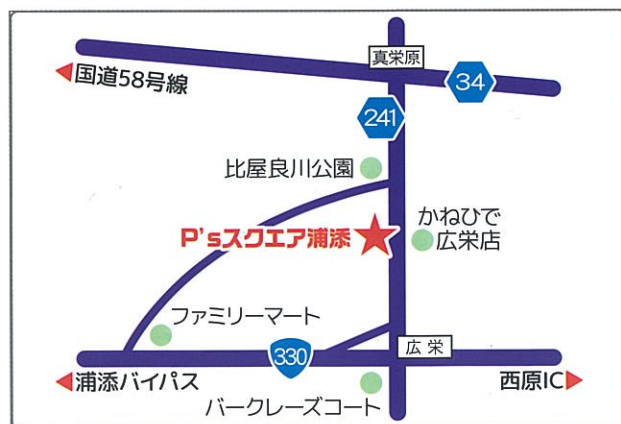 真栄原
国道58号線
34
241
比屋良川公園
かねひで
広栄店
P'sスクエア浦添
ファミリーマート
330
広栄
浦添バイパス
西原IC
バークレーズコート